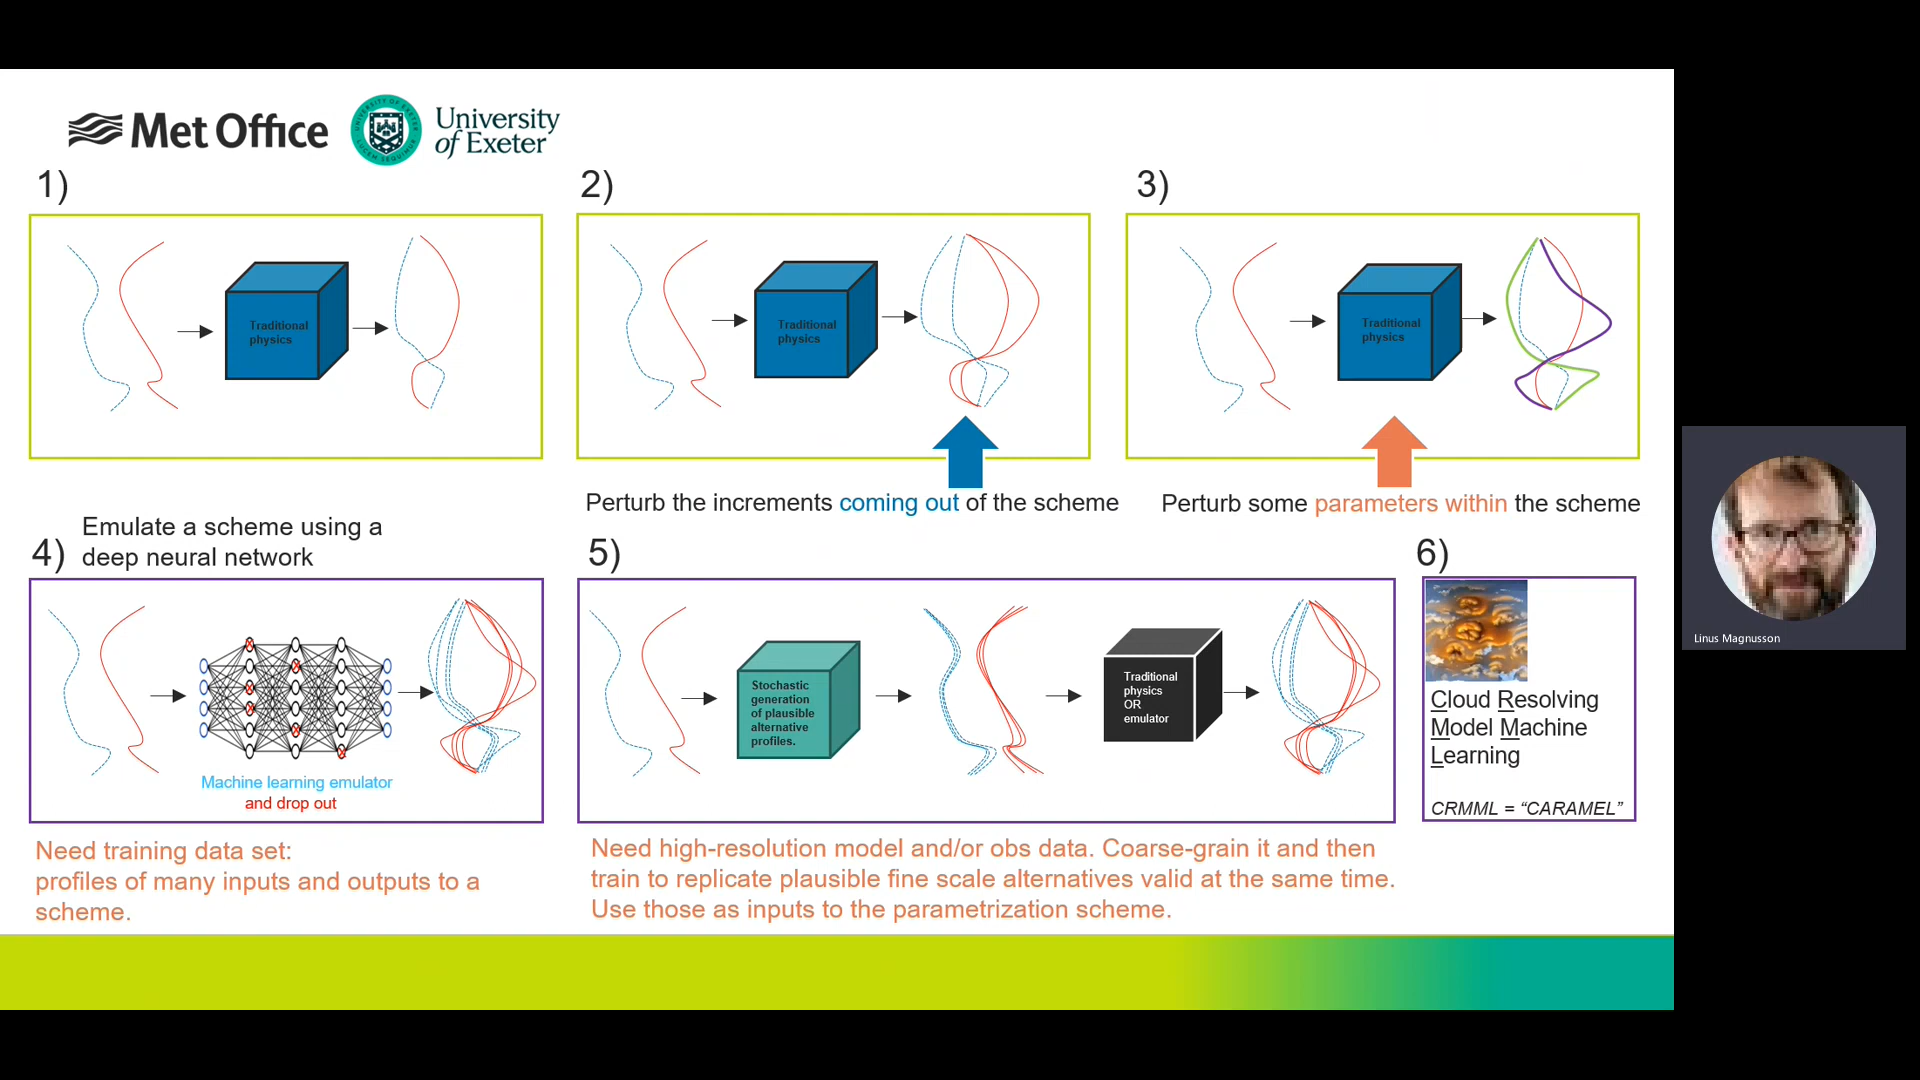 Met Office
University
of Exeter
1)
Traditional
physics
2)
Traditional
physics
Perturb the increments coming out of the scheme
3)
Traditional
physics
Perturb some parameters within the scheme
4)
Emulate a scheme using a
deep neural network
Machine learning emulator
and drop out
Need training data set:
profiles of many inputs and outputs to a
scheme.
5)
Stochastic
generation
of plausible
alternative
profiles.
Traditional
physics
OR
emulator
Need high-resolution model and/or obs data. Coarse-grain it and then
train to replicate plausible fine scale alternatives valid at the same time.
Use those as inputs to the parametrization scheme.
6)
Cloud Resolving
Model Machine
Learning
CRMML = “CARAMEL”
Linus Magnusson